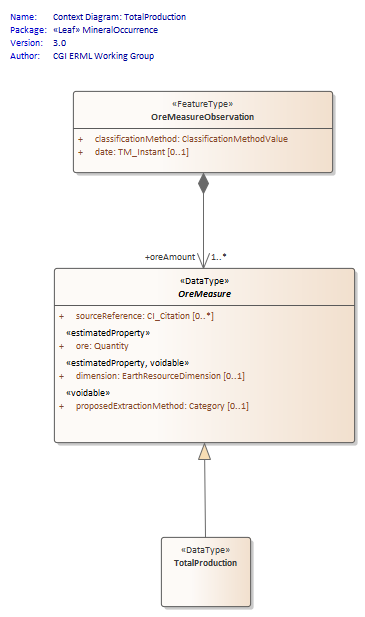 Name: Context Diagram: TotalProduction
Package: «Leaf» MineralOccurrence
Version: 3.0
Author: CGI ERML Working Group
«FeatureType»
OreMeasureObservation
+ classificationMethod: ClassificationMethodValue
+ date: TM_Instant [0..1]
+oreAmount 1..*
«DataType»
OreMeasure
+ sourceReference: CI_Citation [0..*]
«estimatedProperty»
+ ore: Quantity
«estimatedProperty, voidable»
+ dimension: EarthResourceDimension [0..1]
«voidable»
+ proposedExtractionMethod: Category [0..1]
«DataType»
TotalProduction